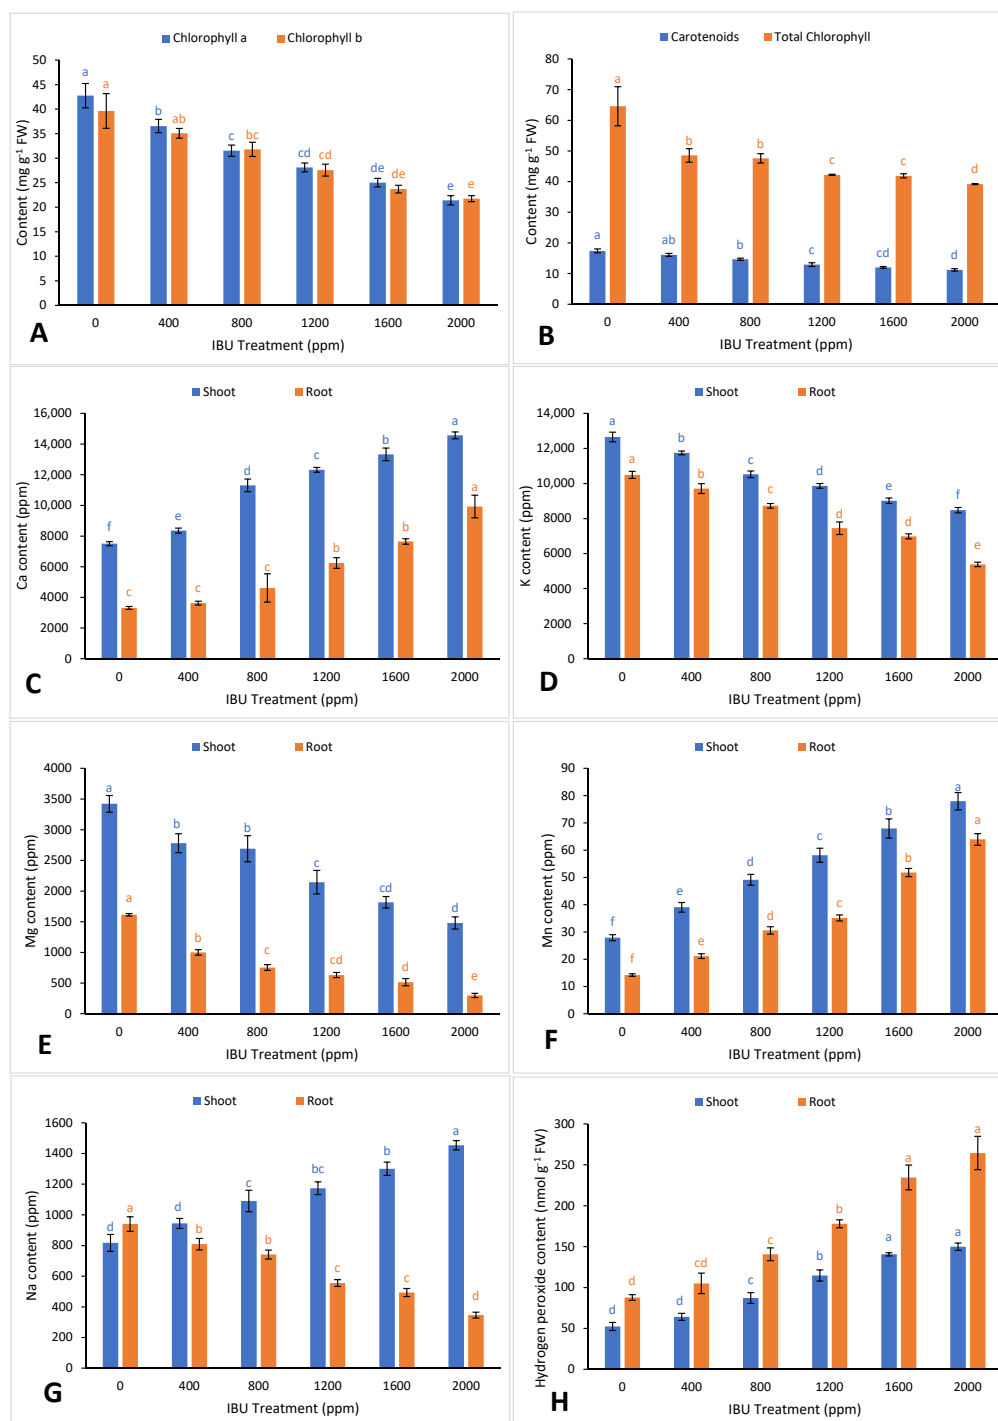 Chlorophyll a Chlorophyll b
50
45
40
35
30
25
20
15
10
5
0
Content (mg g⁻¹ FW)
a a b ab c bc cd cd de de e e
0 400 800 1200 1600 2000
IBU Treatment (ppm)
A
Carotenoids Total Chlorophyll
80
70
60
50
40
30
20
10
0
Content (mg g⁻¹ FW)
a a ab b b b c c cd c d d
0 400 800 1200 1600 2000
IBU Treatment (ppm)
B
Shoot Root
16,000
14,000
12,000
10,000
8000
6000
4000
2000
0
Ca content (ppm)
f c e c d c c b b b a a
0 400 800 1200 1600 2000
IBU Treatment (ppm)
C
Shoot Root
14,000
12,000
10,000
8000
6000
4000
2000
0
K content (ppm)
a a b b c c d d e d f e
0 400 800 1200 1600 2000
IBU Treatment (ppm)
D
Shoot Root
4000
3500
3000
2500
2000
1500
1000
500
0
Mg content (ppm)
a a b b b c c cd cd d d e
0 400 800 1200 1600 2000
IBU Treatment (ppm)
E
Shoot Root
90
80
70
60
50
40
30
20
10
0
Mn content (ppm)
f f e e d d c c b b a a
0 400 800 1200 1600 2000
IBU Treatment (ppm)
F
Shoot Root
1600
1400
1200
1000
800
600
400
200
0
Na content (ppm)
d a d b c b bc c b c a d
0 400 800 1200 1600 2000
IBU Treatment (ppm)
G
Shoot Root
300
250
200
150
100
50
0
Hydrogen peroxide content (nmol g⁻¹ FW)
d d d cd c c b b a a a a
0 400 800 1200 1600 2000
IBU Treatment (ppm)
H